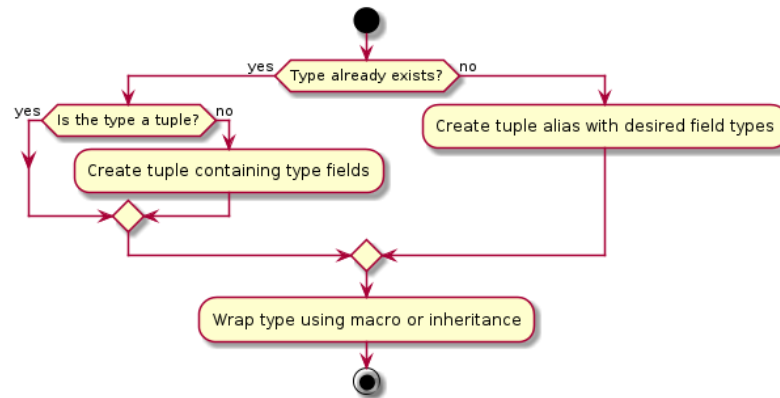 Type already exists?
yes
no
Is the type a tuple?
yes
no
Create tuple containing type fields
Create tuple alias with desired field types
Wrap type using macro or inheritance